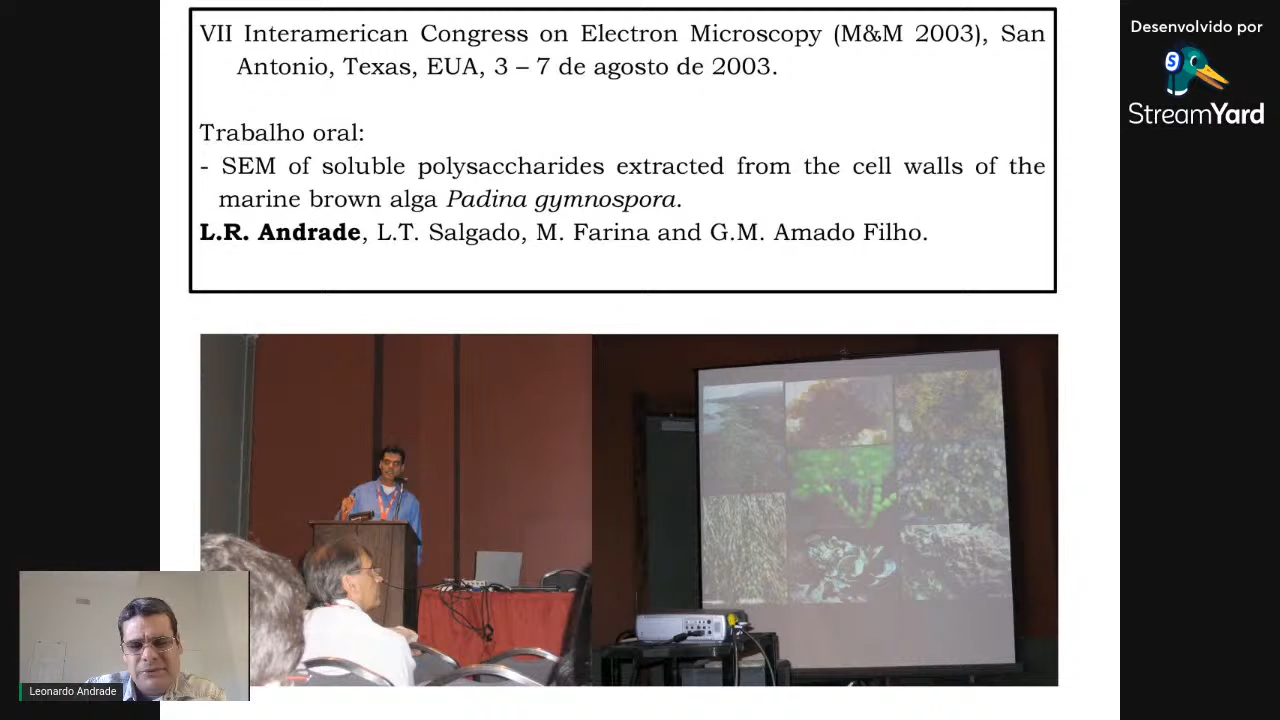 VII Interamerican Congress on Electron Microscopy (M&M 2003), San
Antonio, Texas, EUA, 3 – 7 de agosto de 2003.
Trabalho oral:
- SEM of soluble polysaccharides extracted from the cell walls of the
marine brown alga Padina gymnospora.
L.R. Andrade, L.T. Salgado, M. Farina and G.M. Amado Filho.
Desenvolvido por
S
StreamYard
Leonardo Andrade